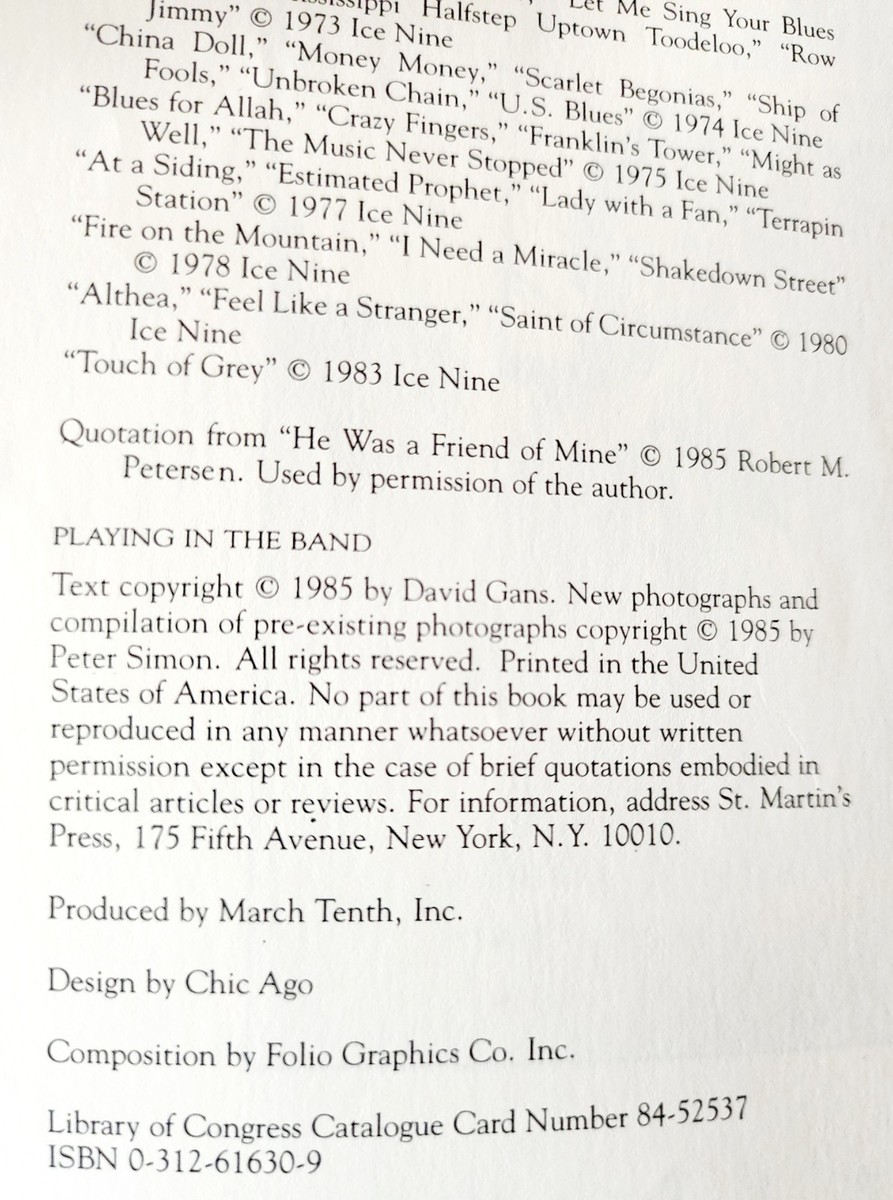 Halfstep Uptown Toodeloo,” “Row
Let Me Sing Your Blues
Jimmy” © 1973 Ice Nine
“China Doll,” “Money Money,” “Scarlet Begonias,” “Ship of
Fools,” “Unbroken Chain,” “U.S. Blues” © 1974 Ice Nine
“Blues for Allah,” “Crazy Fingers,” “Franklin’s Tower,” “Might as
Well,” “The Music Never Stopped” © 1975 Ice Nine
“At a Siding,” “Estimated Prophet,” “Lady with a Fan,” “Terrapin
Station” © 1977 Ice Nine
“Fire on the Mountain,” “I Need a Miracle,” “Shakedown Street”
© 1978 Ice Nine
“Althea,” “Feel Like a Stranger,” “Saint of Circumstance” © 1980
Ice Nine
“Touch of Grey” © 1983 Ice Nine
Quotation from “He Was a Friend of Mine” © 1985 Robert M.
Petersen. Used by permission of the author.
PLAYING IN THE BAND
Text copyright © 1985 by David Gans. New photographs and
compilation of pre-existing photographs copyright © 1985 by
Peter Simon. All rights reserved. Printed in the United
States of America. No part of this book may be used or
reproduced in any manner whatsoever without written
permission except in the case of brief quotations embodied in
critical articles or reviews. For information, address St. Martin’s
Press, 175 Fifth Avenue, New York, N.Y. 10010.
Produced by March Tenth, Inc.
Design by Chic Ago
Composition by Folio Graphics Co. Inc.
Library of Congress Catalogue Card Number 84-52537
ISBN 0-312-61630-9